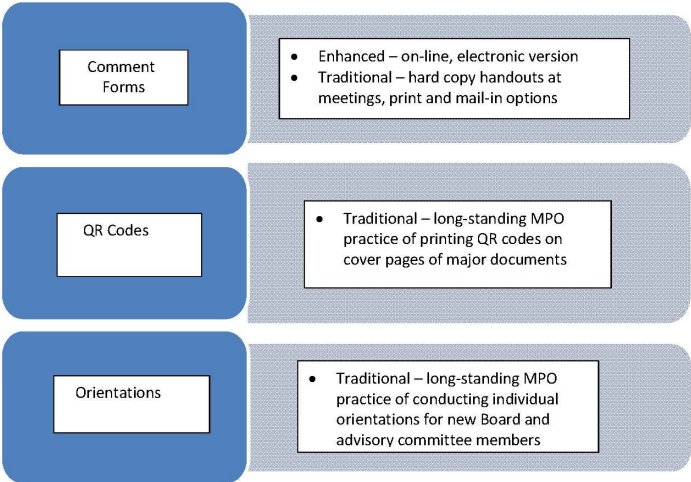 Comment
Forms
• Enhanced – on-line, electronic version
• Traditional – hard copy handouts at
meetings, print and mail-in options
QR Codes
• Traditional – long-standing MPO
practice of printing QR codes on
cover pages of major documents
Orientations
• Traditional – long-standing MPO
practice of conducting individual
orientations for new Board and
advisory committee members